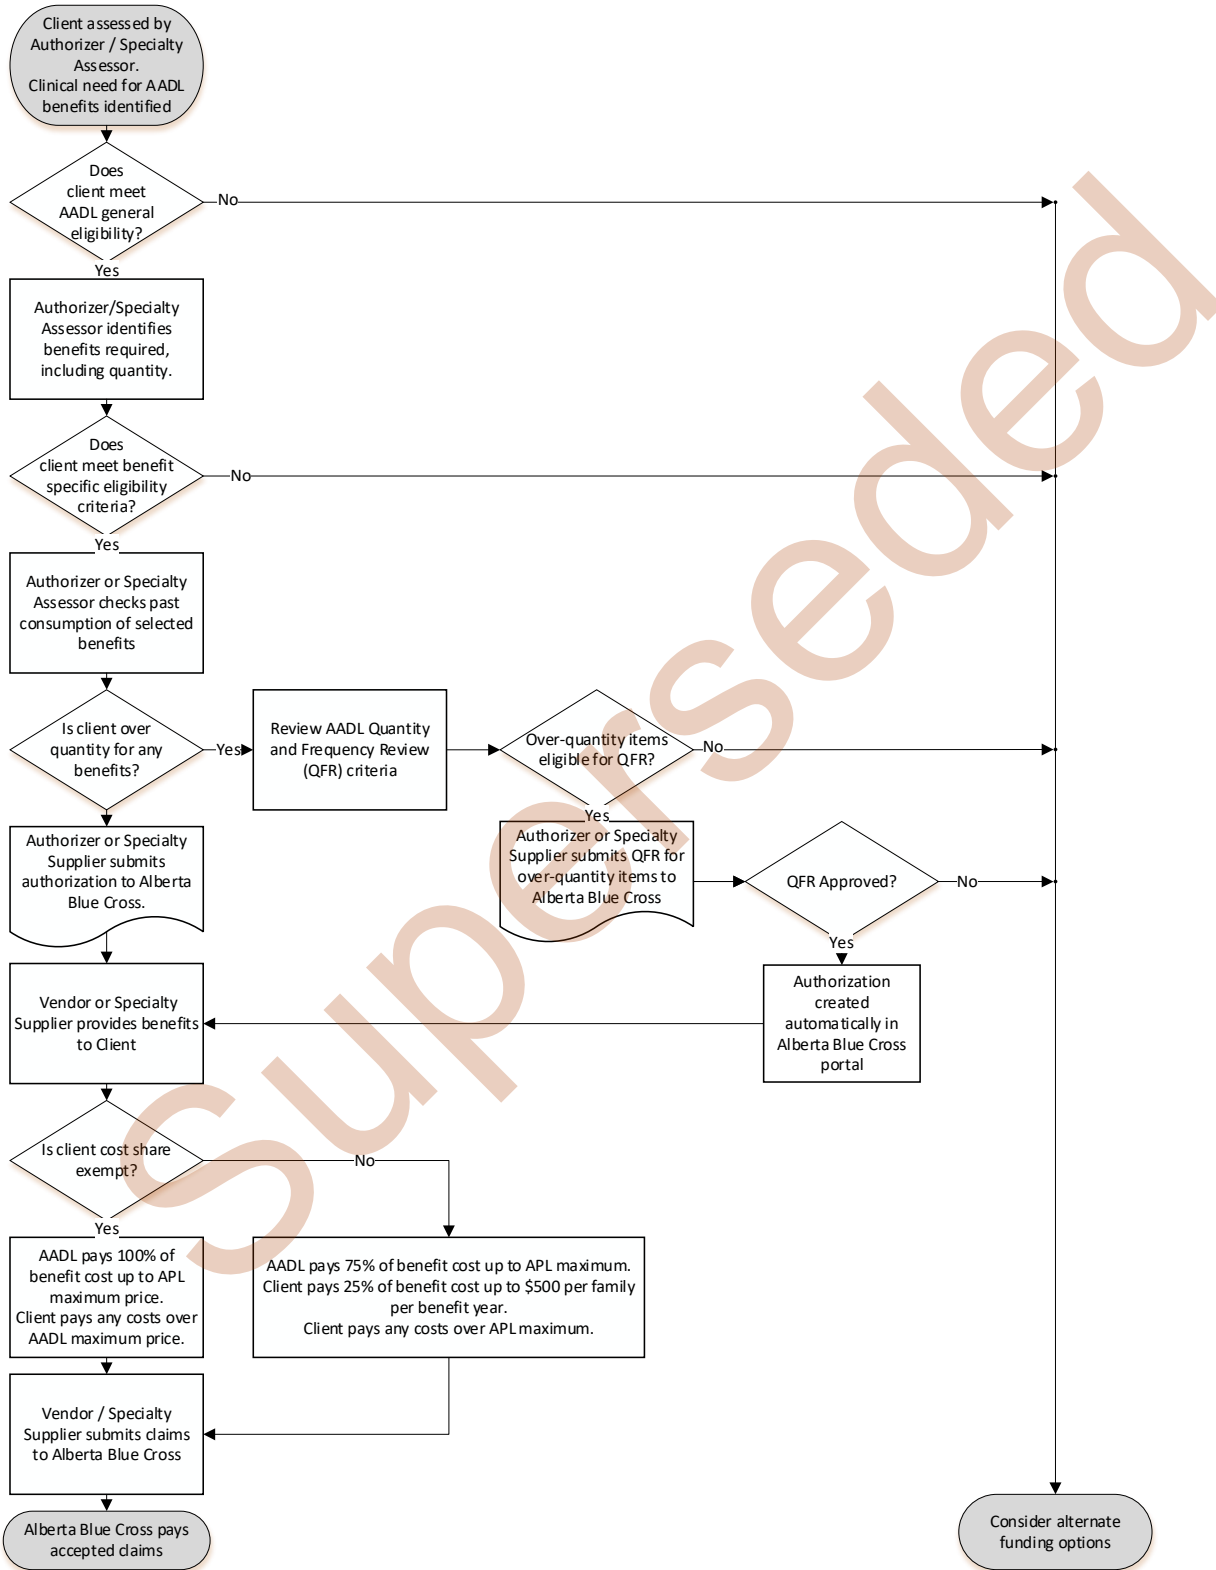 Client assessed by
Authorizer / Specialty
Assessor.
Clinical need for AADL
benefits identified
Does
client meet
AADL general
eligibility?
No
Yes
Authorizer/Specialty
Assessor identifies
benefits required,
including quantity.
Does
client meet benefit
specific eligibility
criteria?
No
Yes
Authorizer or Specialty
Assessor checks past
consumption of selected
benefits
Is client over
quantity for any
benefits?
Yes
Review AADL Quantity
and Frequency Review
(QFR) criteria
Over-quantity items
eligible for QFR?
No
Yes
Authorizer or Specialty
Supplier submits
authorization to Alberta
Blue Cross.
Authorizer or Specialty
Supplier submits QFR for
over-quantity items to
Alberta Blue Cross
QFR Approved?
No
Yes
Authorization
created
automatically in
Alberta Blue Cross
portal
Vendor or Specialty
Supplier provides benefits
to Client
Is client cost share
exempt?
No
Yes
AADL pays 100% of
benefit cost up to APL
maximum price.
Client pays any costs over
AADL maximum price.
AADL pays 75% of benefit cost up to APL maximum.
Client pays 25% of benefit cost up to $500 per family
per benefit year.
Client pays any costs over APL maximum.
Vendor / Specialty
Supplier submits claims
to Alberta Blue Cross
Alberta Blue Cross pays
accepted claims
Consider alternate
funding options
Superseded